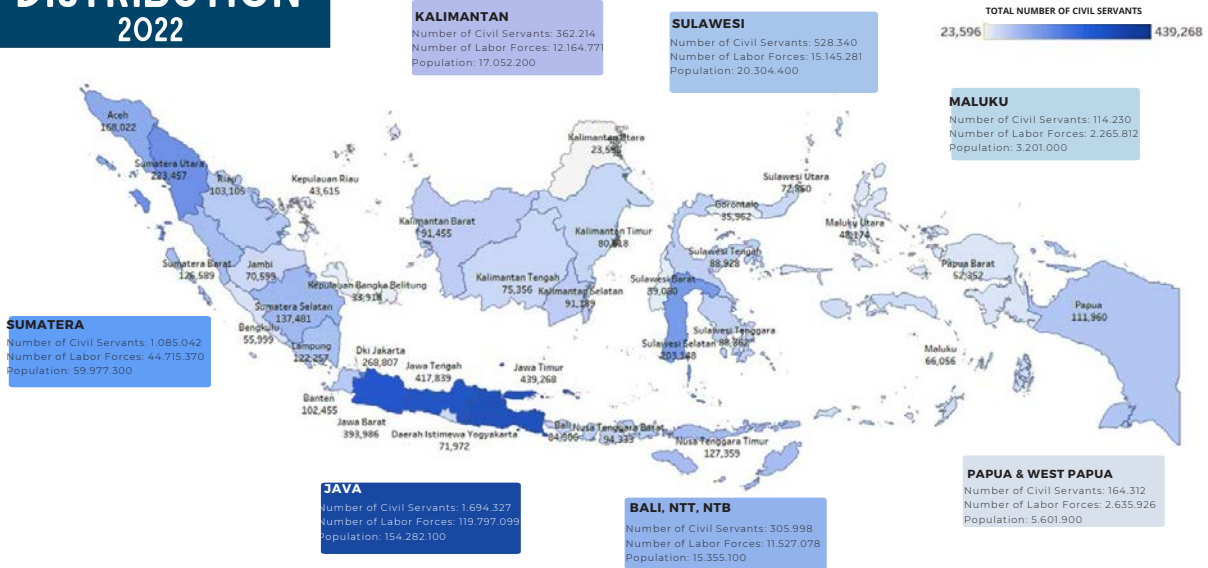 DISTRIBUTION
2022
KALIMANTAN
Number of Civil Servants: 362.214
Number of Labor Forces: 12.164.771
Population: 17.052.200
SULAWESI
Number of Civil Servants: 528.340
Number of Labor Forces: 15.145.281
Population: 20.304.400
TOTAL NUMBER OF CIVIL SERVANTS
23,596 439,268
MALUKU
Number of Civil Servants: 114.230
Number of Labor Forces: 2.265.812
Population: 3.201.000
Aceh
168,022
Sumatera Utara
223,457
Riau
103,105
Kepulauan Riau
43,615
Kalimantan Utara
23,596
Sulawesi Utara
Gorontalo
35,962
Kalimantan Barat
91,455
Kalimantan Timur
Maluku Utara
48,174
Sulawesi Tengah
88,928
Papua Barat
52,352
Sumatera Barat
126,589
Jambi
70,599
Kepulauan Bangka Belitung
Kalimantan Tengah
75,356
Kalimantan Selatan
Sulawesi Barat
Papua
111,960
Sumatera Selatan
137,481
Bengkulu
55,999
Lampung
122,257
Sulawesi Tenggara
Sulawesi Selatan
203,148
Maluku
66,056
SUMATERA
Number of Civil Servants: 1.085.042
Number of Labor Forces: 44.715.370
Population: 59.977.300
Dki Jakarta
268,807
Jawa Tengah
417,839
Jawa Timur
439,268
Banten
102,455
Jawa Barat
393,986
Daerah Istimewa Yogyakarta
71,972
Bali
Nusa Tenggara Barat
94,333
Nusa Tenggara Timur
127,359
JAVA
Number of Civil Servants: 1.694.327
Number of Labor Forces: 119.797.099
Population: 154.282.100
BALI, NTT, NTB
Number of Civil Servants: 305.998
Number of Labor Forces: 11.527.078
Population: 15.355.100
PAPUA & WEST PAPUA
Number of Civil Servants: 164.312
Number of Labor Forces: 2.635.926
Population: 5.601.900